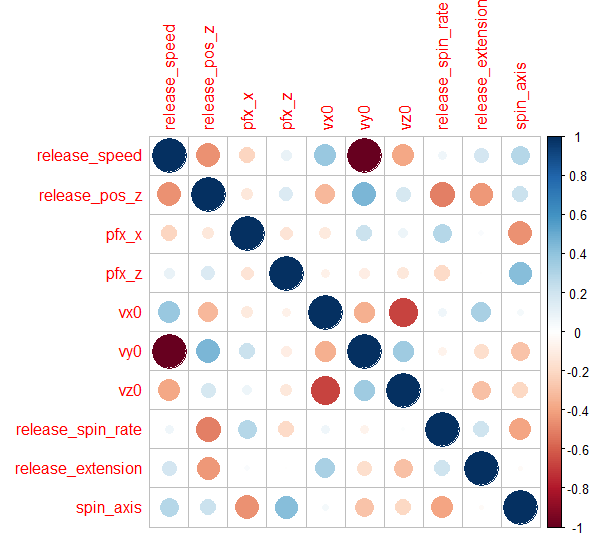 release_speed
release_pos_z
pfx_x
pfx_z
vx0
vy0
vz0
release_spin_rate
release_extension
spin_axis
release_speed
release_pos_z
pfx_x
pfx_z
vx0
vy0
vz0
release_spin_rate
release_extension
spin_axis
1
0.8
0.6
0.4
0.2
0
-0.2
-0.4
-0.6
-0.8
-1